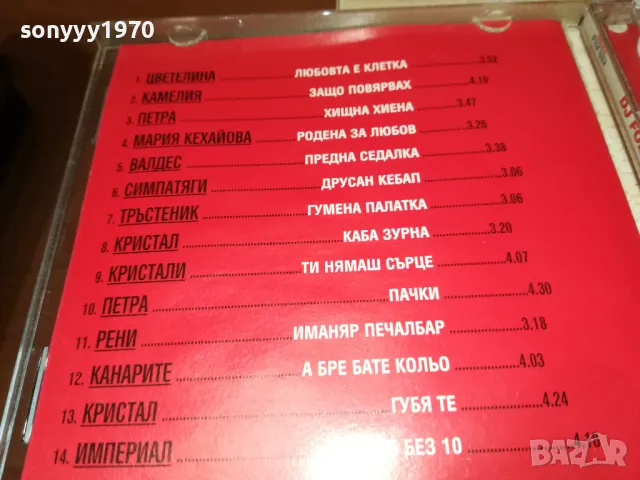 sonyyy1970
1. ЦВЕТЕЛИНА ЛЮБОВТА Е КЛЕТКА 3.52
2. КАМЕЛИЯ ЗАЩО ПОВЯРВАХ 4.10
3. ПЕТРА ХИЩНА ХИЕНА 3.47
4. МАРИЯ КЕХАЙОВА РОДЕНА ЗА ЛЮБОВ 3.26
5. ВАЛДЕС ПРЕДНА СЕДАЛКА 3.38
6. СИМПАТЯГИ ДРУСАН КЕБАП 3.06
7. ТРЪСТЕНИК ГУМЕНА ПАЛАТКА 3.06
8. КРИСТАЛ КАБА ЗУРНА 3.20
9. КРИСТАЛИ ТИ НЯМАШ СЪРЦЕ 4.07
10. ПЕТРА ПАЧКИ 4.30
11. РЕНИ ИМАНЯР ПЕЧАЛБАР 3.18
12. КАНАРИТЕ А БРЕ БАТЕ КОЛЬО 4.03
13. КРИСТАЛ ГУБЯ ТЕ 4.24
14. ИМПЕРИАЛ БЕЗ 10
DJ
BAZAR